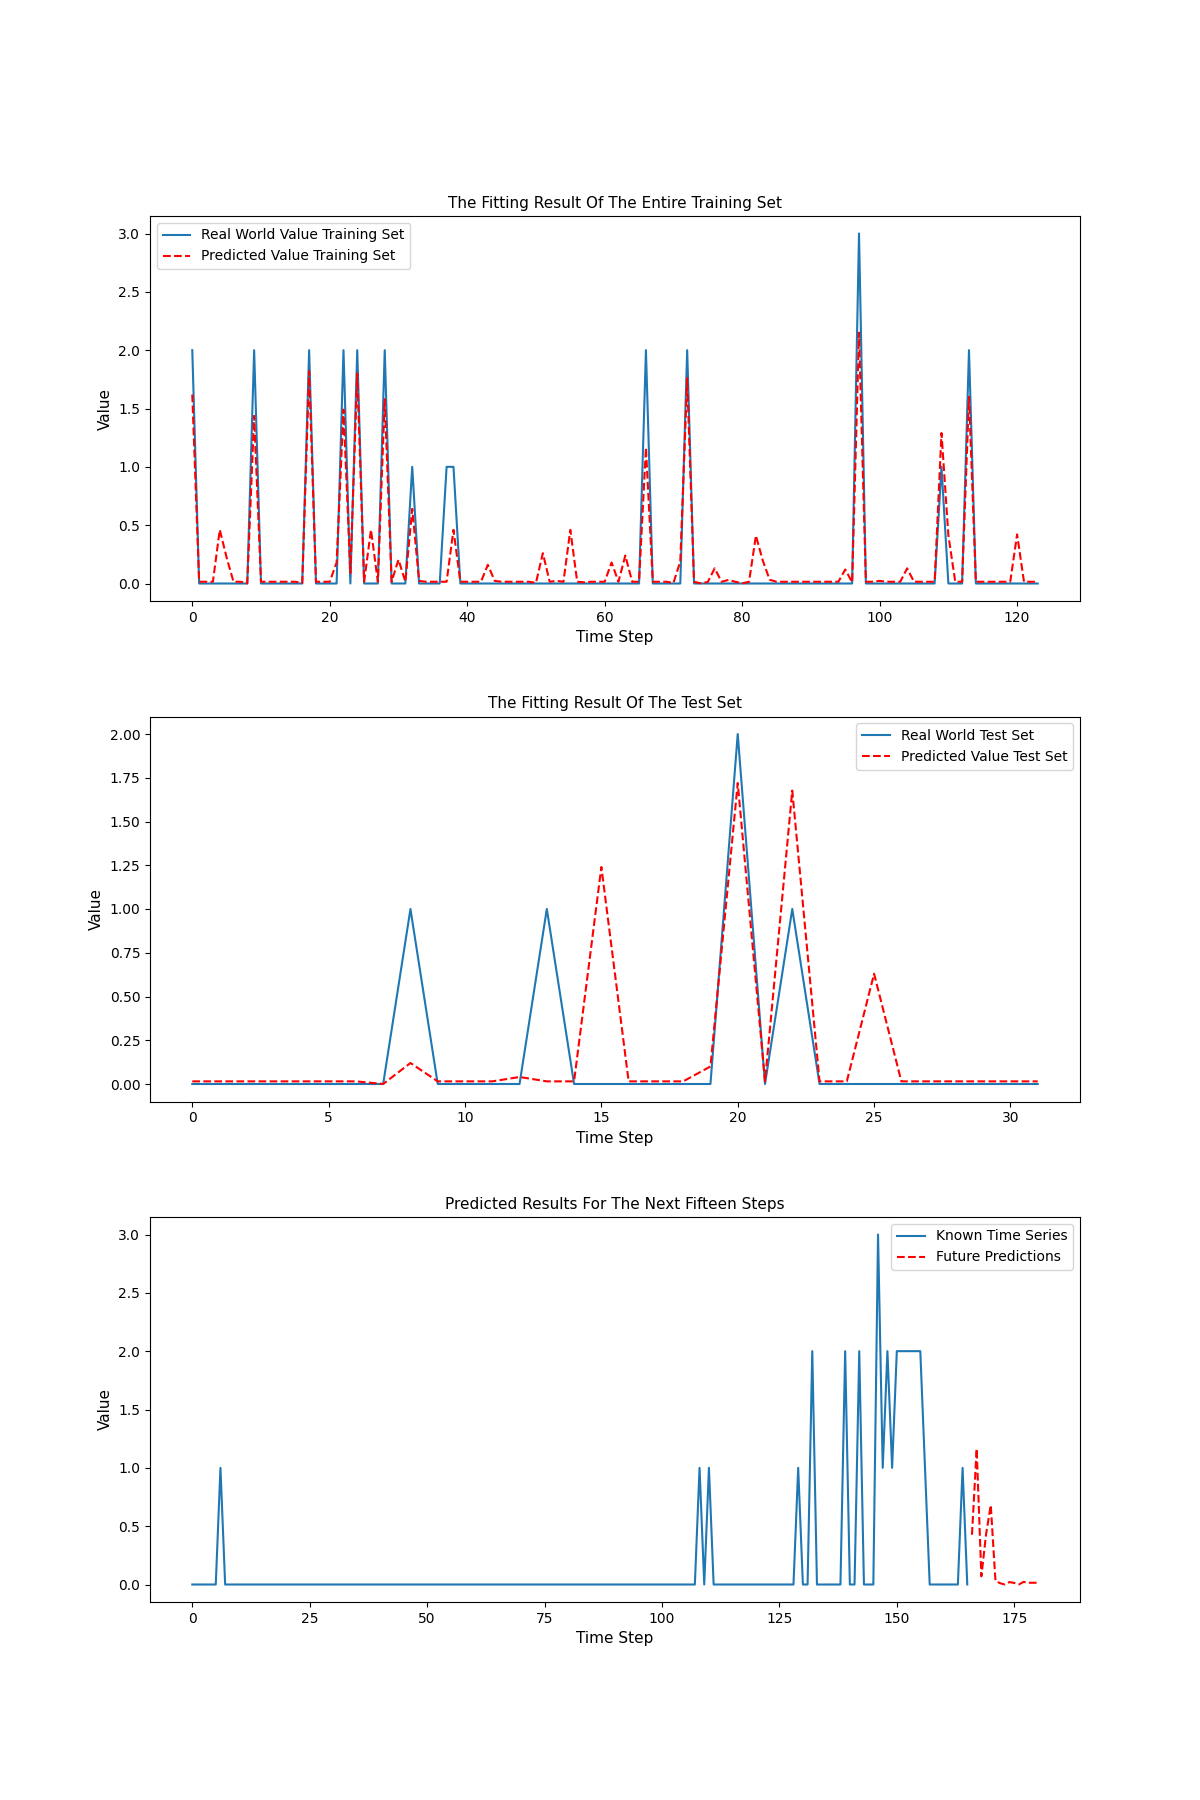 The Fitting Result Of The Entire Training Set
Real World Value Training Set
Predicted Value Training Set
3.0
2.5
2.0
1.5
1.0
0.5
0.0
Value
0 20 40 60 80 100 120
Time Step
The Fitting Result Of The Test Set
Real World Test Set
Predicted Value Test Set
2.00
1.75
1.50
1.25
1.00
0.75
0.50
0.25
0.00
Value
0 5 10 15 20 25 30
Time Step
Predicted Results For The Next Fifteen Steps
Known Time Series
Future Predictions
3.0
2.5
2.0
1.5
1.0
0.5
0.0
Value
0 25 50 75 100 125 150 175
Time Step